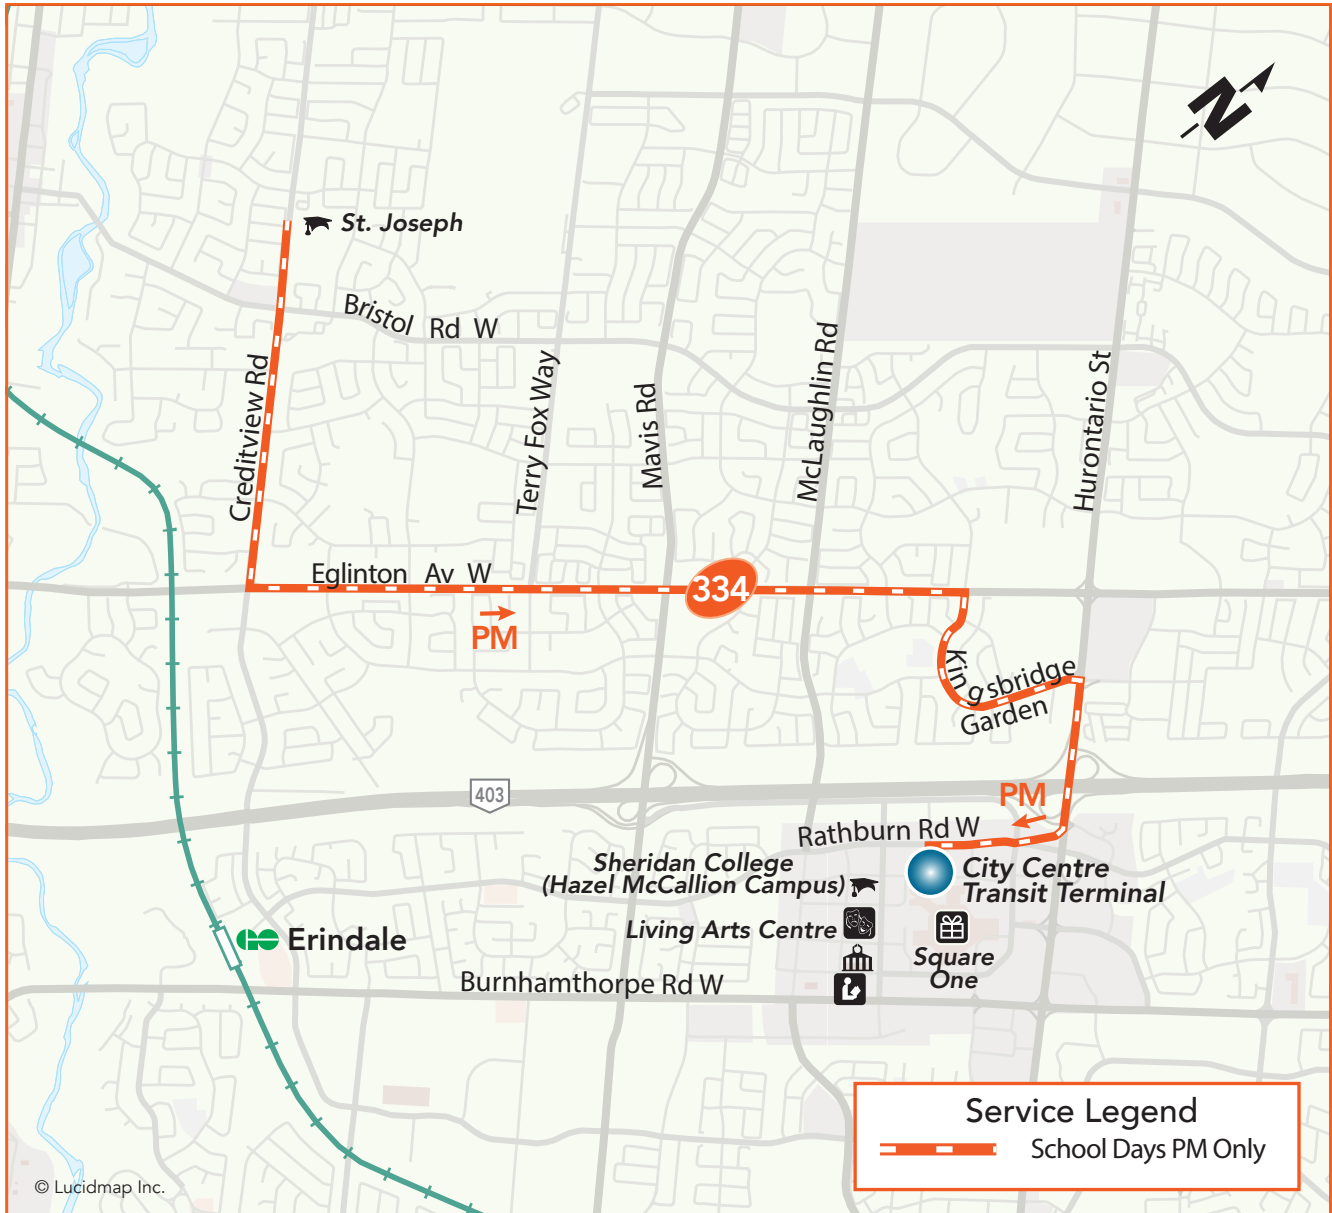 N
St. Joseph
Bristol Rd W
Creditview Rd
Terry Fox Way
Mavis Rd
McLaughlin Rd
Hurontario St
Eglinton Av W
334
PM
Kingsbridge
Garden
403
PM
Rathburn Rd W
Sheridan College
(Hazel McCallion Campus)
City Centre
Transit Terminal
Living Arts Centre
Erindale
Square
One
Burnhamthorpe Rd W
Service Legend
School Days PM Only
© Lucidmap Inc.